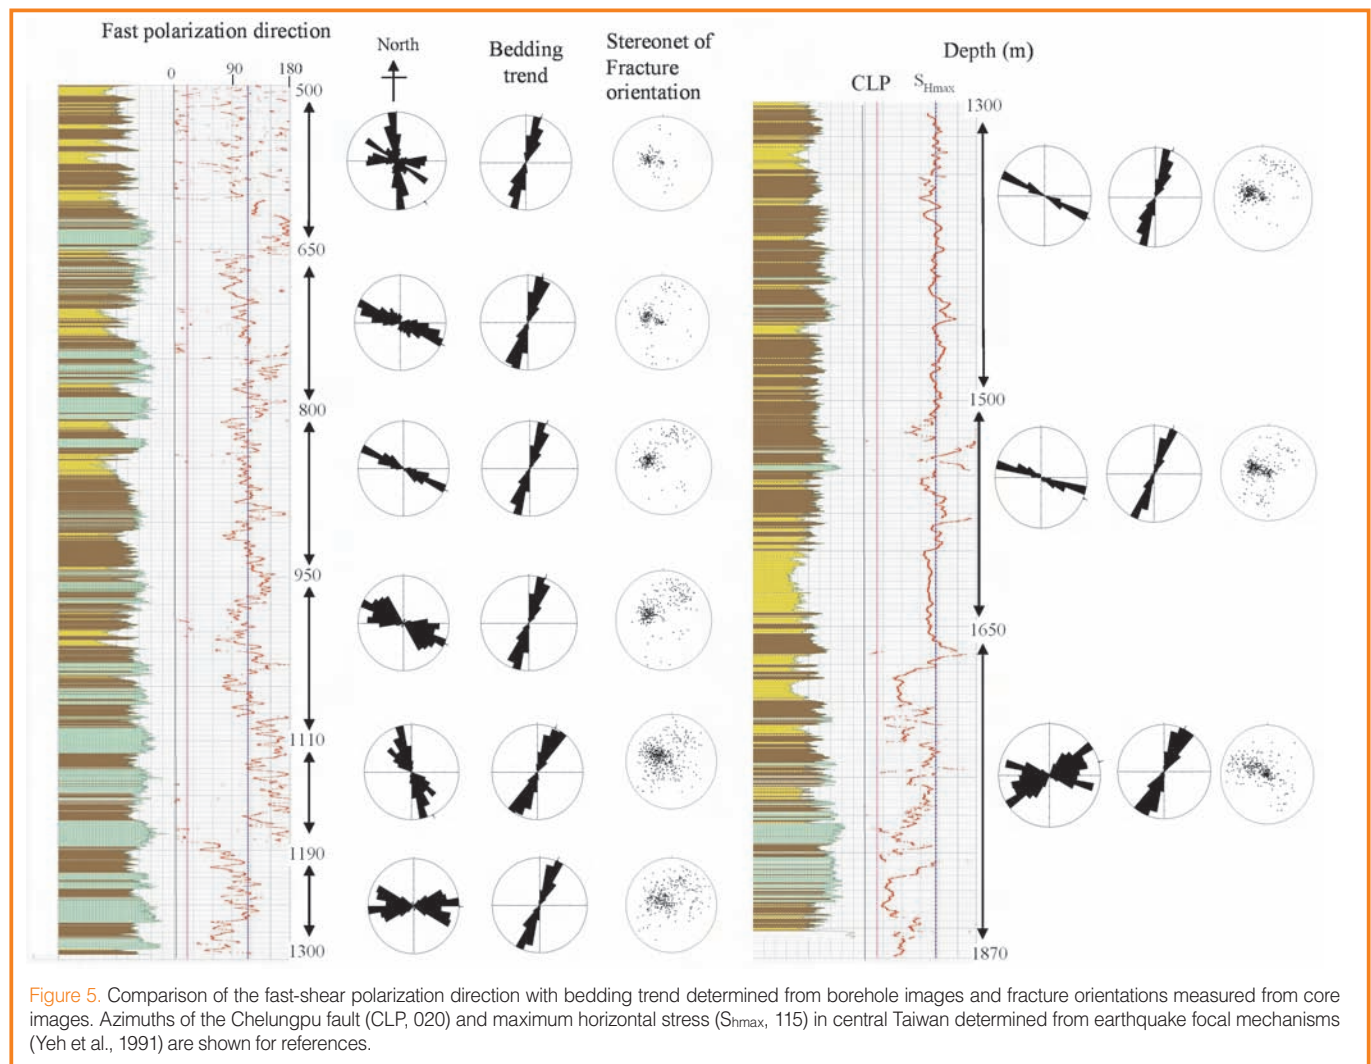 Fast polarization direction
0 90 180
North
Bedding
trend
Stereonet of
Fracture
orientation
500
650
800
950
1110
1190
1300
Depth (m)
CLP SHmax
1300
1500
1650
1870
Figure 5. Comparison of the fast-shear polarization direction with bedding trend determined from borehole images and fracture orientations measured from core
images. Azimuths of the Chelungpu fault (CLP, 020) and maximum horizontal stress (Shmax, 115) in central Taiwan determined from earthquake focal mechanisms
(Yeh et al., 1991) are shown for references.